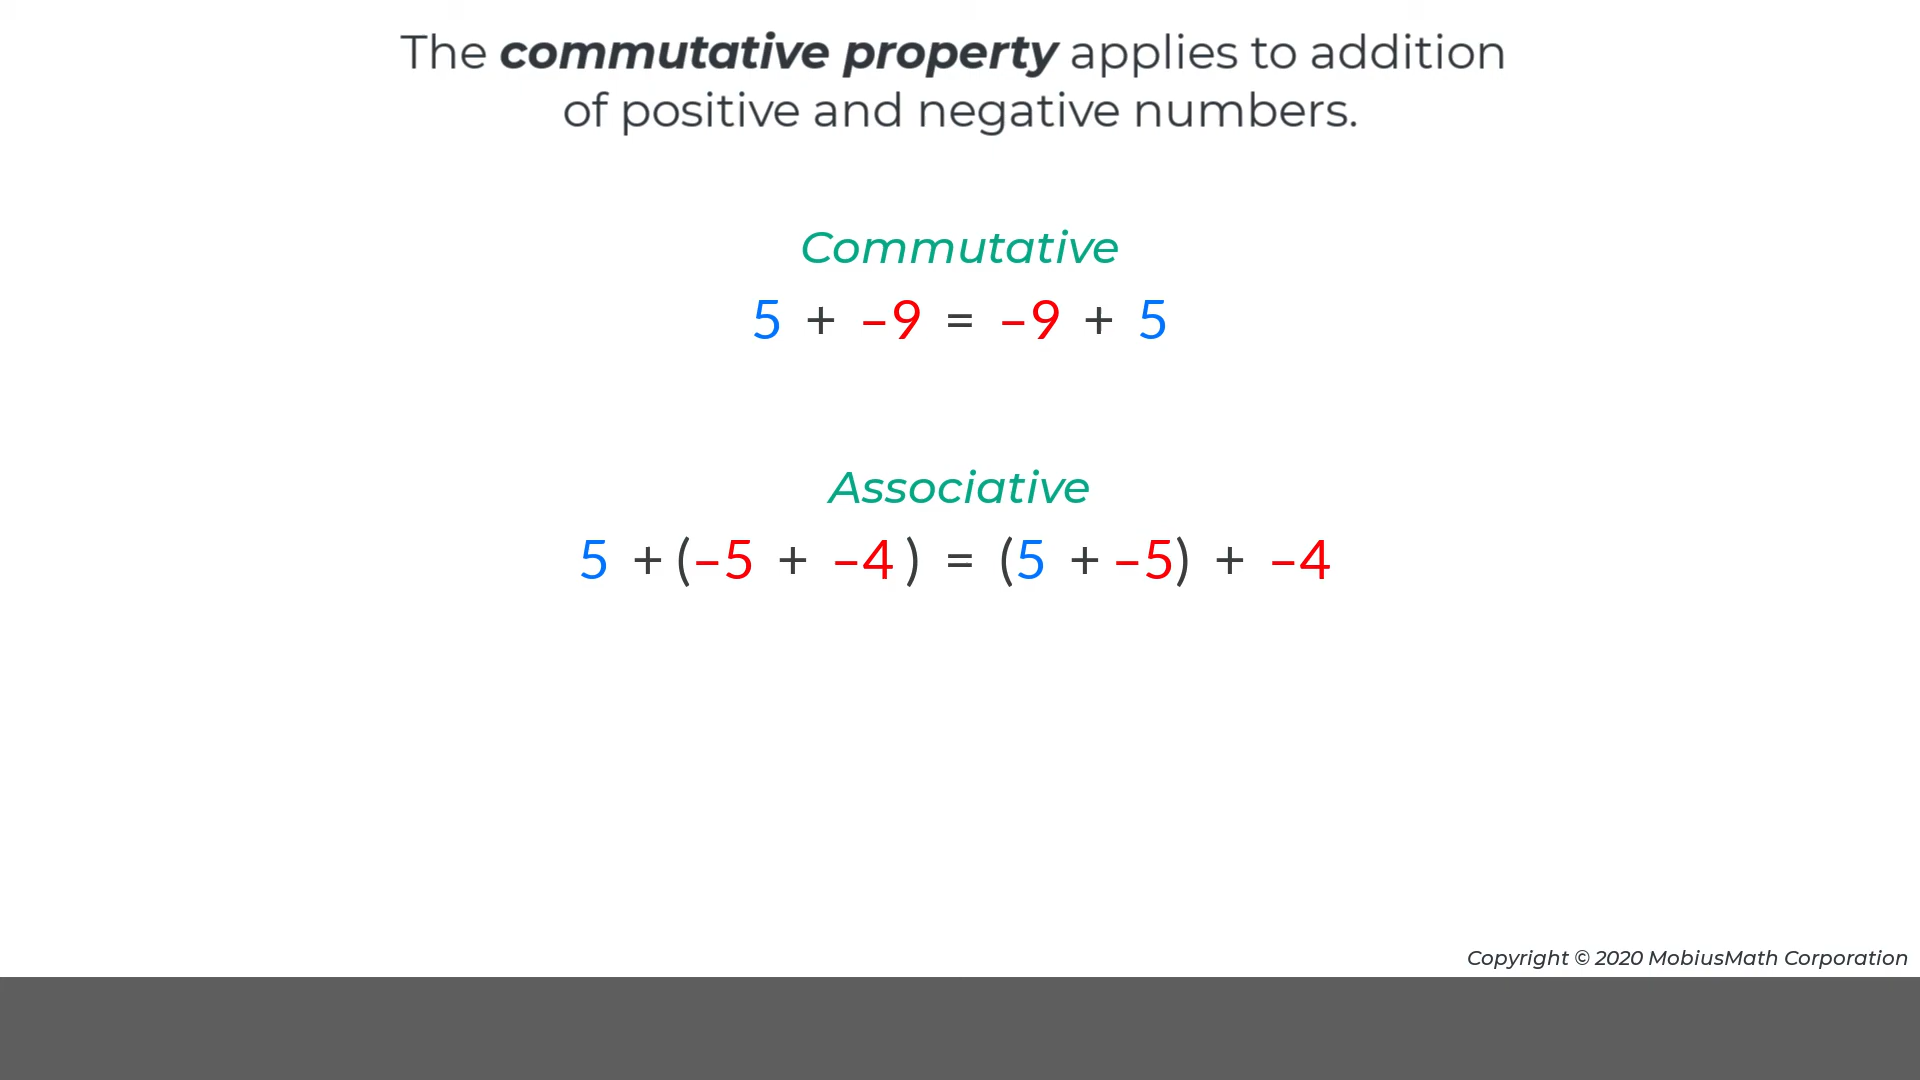 The commutative property applies to addition
of positive and negative numbers.
Commutative
5 + –9 = –9 + 5
Associative
5 + (–5 + –4) = (5 + –5) + –4
Copyright © 2020 MobiusMath Corporation